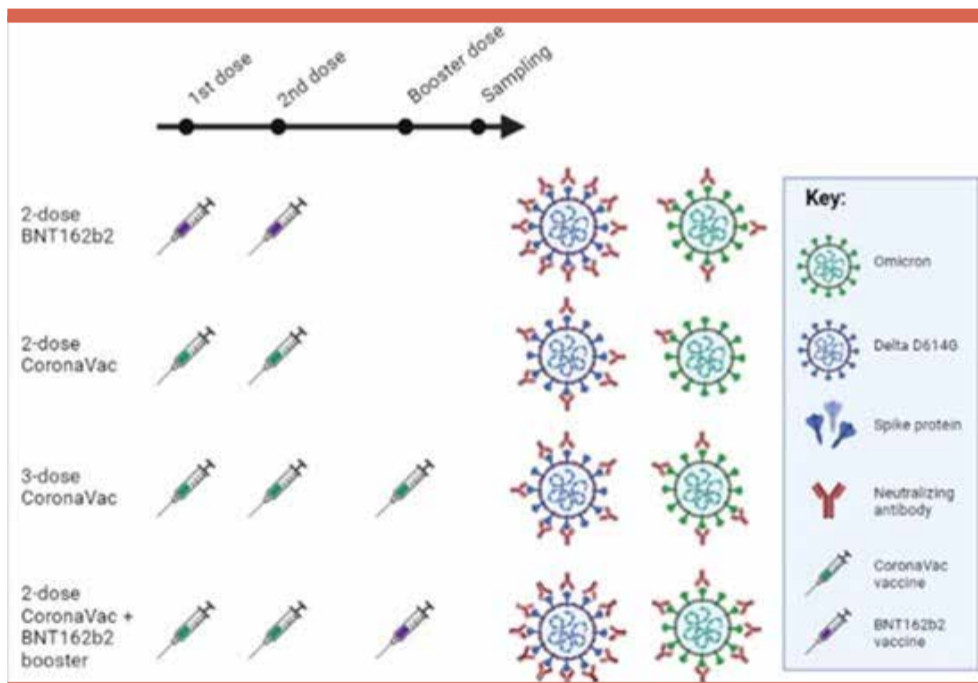 1st dose
2nd dose
Booster dose
Sampling
2-dose
BNT162b2
2-dose
CoronaVac
3-dose
CoronaVac
2-dose
CoronaVac +
BNT162b2
booster
Key:
Omicron
Delta D614G
Spike protein
Neutralizing
antibody
CoronaVac
vaccine
BNT162b2
vaccine